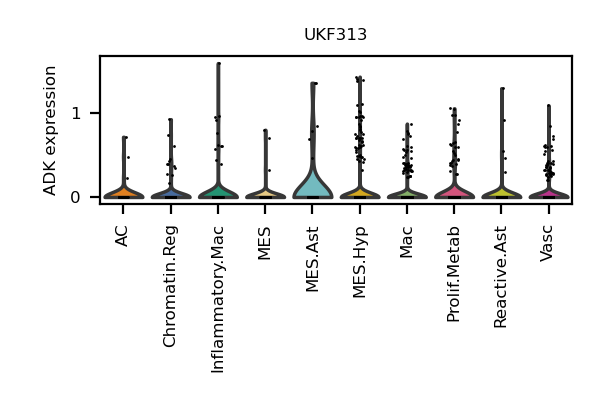 UKF313
ADK expression
1
0
AC
Chromatin.Reg
Inflammatory.Mac
MES
MES.Ast
MES.Hyp
Mac
Prolif.Metab
Reactive.Ast
Vasc